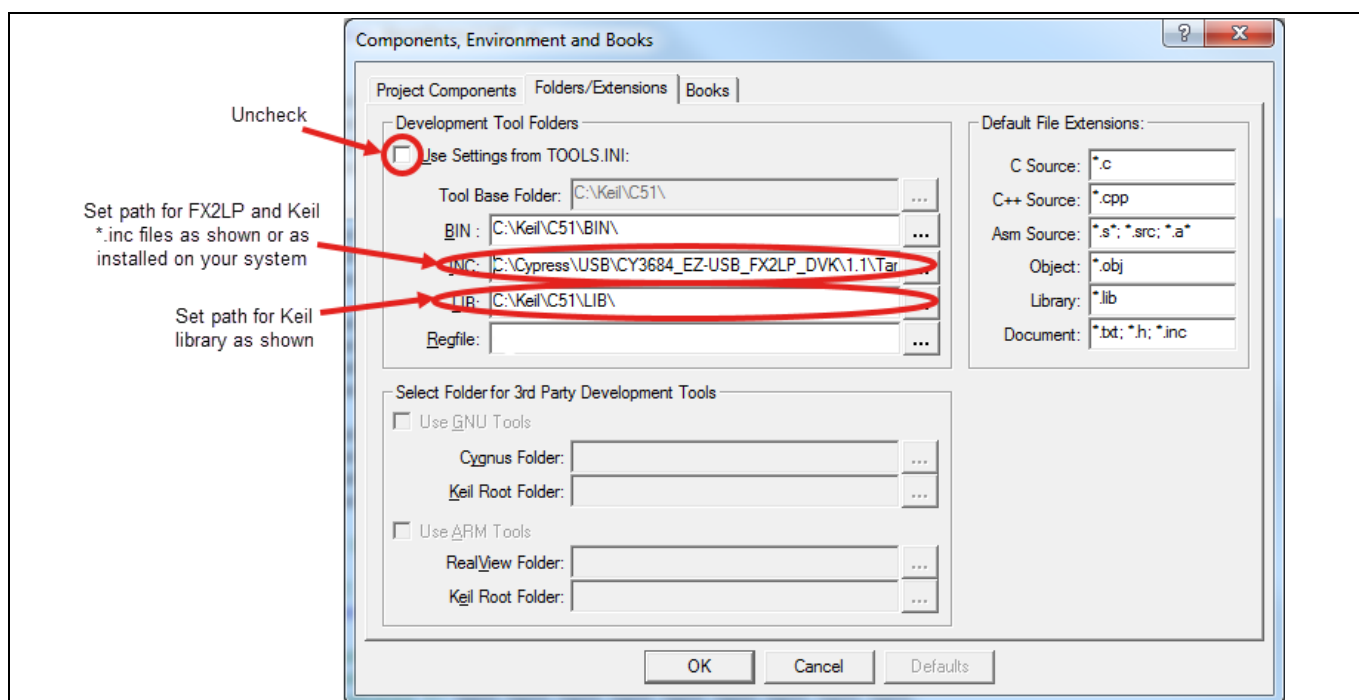 Components, Environment and Books
Project Components Folders/Extensions Books
Uncheck
Development Tool Folders
Use Settings from TOOLS.INI:
Tool Base Folder: C:\Keil\C51\ ...
Set path for FX2LP and Keil
*.inc files as shown or as
installed on your system
BIN : C:\Keil\C51\BIN\ ...
INC: C:\Cypress\USB\CY3684_EZ-USB_FX2LP_DVK\1.1\Tar ...
Set path for Keil
library as shown
LIB: C:\Keil\C51\LIB\ ...
Regfile: ...
Default File Extensions:
C Source: *.c
C++ Source: *.cpp
Asm Source: *.s*; *.src; *.a*
Object: *.obj
Library: *.lib
Document: *.txt; *.h; *.inc
Select Folder for 3rd Party Development Tools
Use GNU Tools
Cygnus Folder: ...
Keil Root Folder: ...
Use ARM Tools
RealView Folder: ...
Keil Root Folder: ...
OK Cancel Defaults